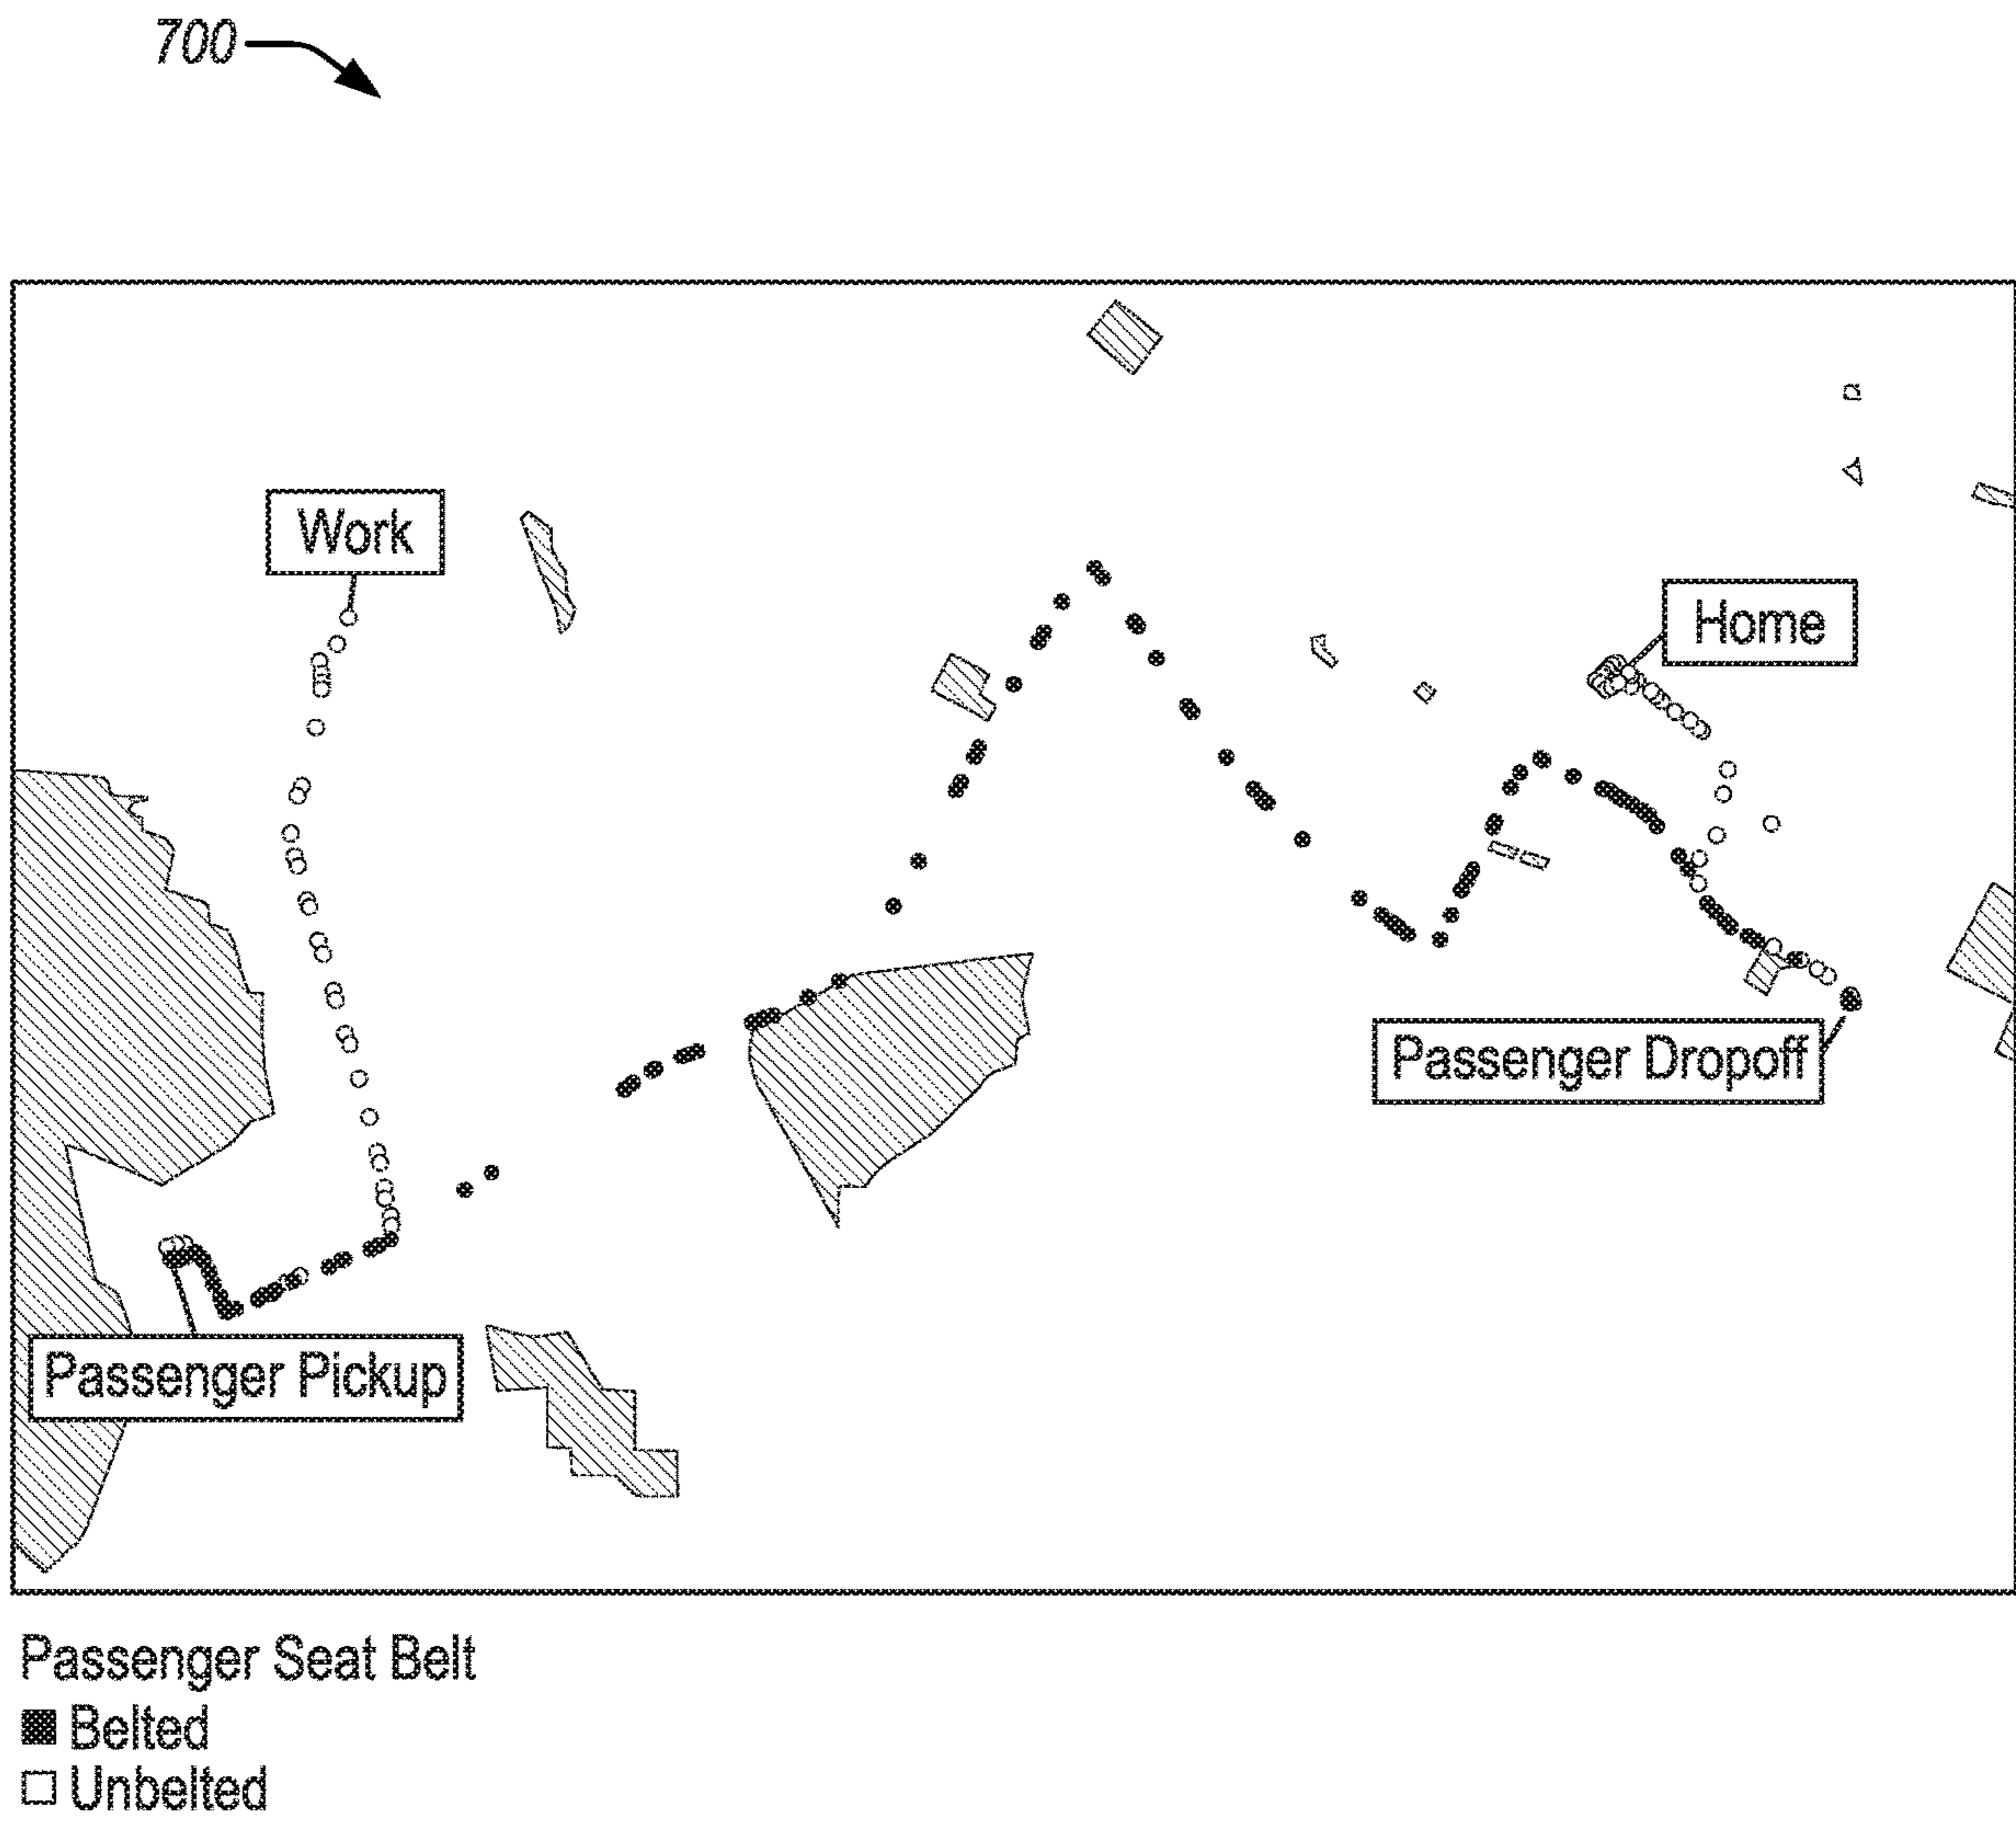 700
Work
Home
Passenger Dropoff
Passenger Pickup
Passenger Seat Belt
Belted
Unbelted